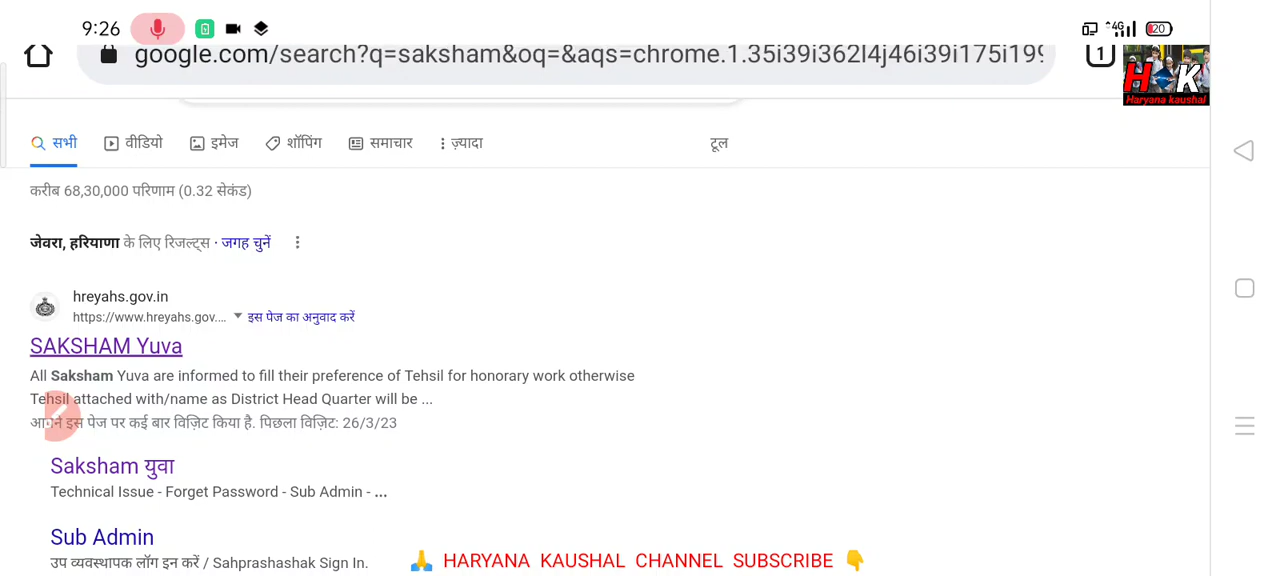 9:26 4G 20
google.com/search?q=saksham&oq=&aqs=chrome.1.35i39i362l4j46i39i175i199 1
H K
Haryana kaushal
सभी वीडियो इमेज शॉपिंग समाचार ज़्यादा टूल
करीब 68,30,000 परिणाम (0.32 सेकंड)
जेवरा, हरियाणा के लिए रिजल्ट्स · जगह चुनें
hreyahs.gov.in
https://www.hreyahs.gov.... इस पेज का अनुवाद करें
SAKSHAM Yuva
All Saksham Yuva are informed to fill their preference of Tehsil for honorary work otherwise
Tehsil attached with/name as District Head Quarter will be ...
आपने इस पेज पर कई बार विज़िट किया है. पिछला विज़िट: 26/3/23
Saksham युवा
Technical Issue - Forget Password - Sub Admin - ...
Sub Admin
उप व्यवस्थापक लॉग इन करें / Sahprashashak Sign In.
🙏 HARYANA KAUSHAL CHANNEL SUBSCRIBE 👇